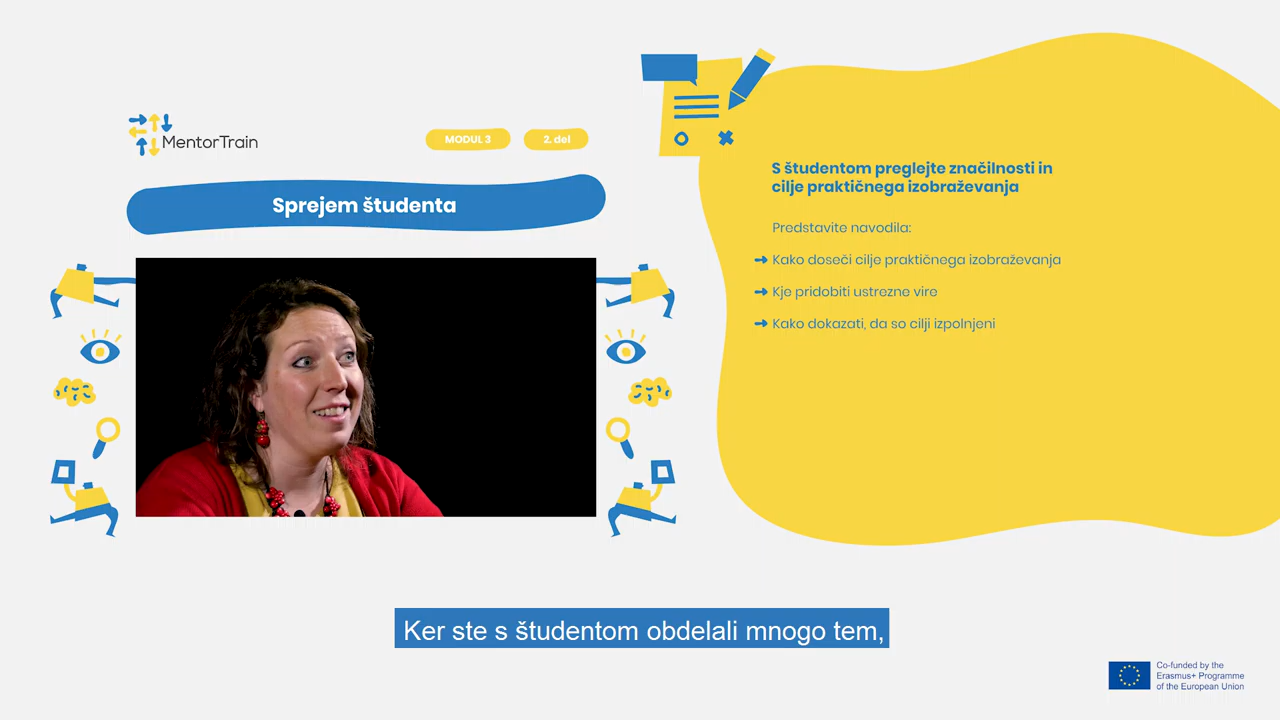 MentorTrain
MODUL 3
2. del
Sprejem študenta
S študentom preglejte značilnosti in
cilje praktičnega izobraževanja
Predstavite navodila:
Kako doseči cilje praktičnega izobraževanja
Kje pridobiti ustrezne vire
Kako dokazati, da so cilji izpolnjeni
Ker ste s študentom obdelali mnogo tem,
Co-funded by the
Erasmus+ Programme
of the European Union